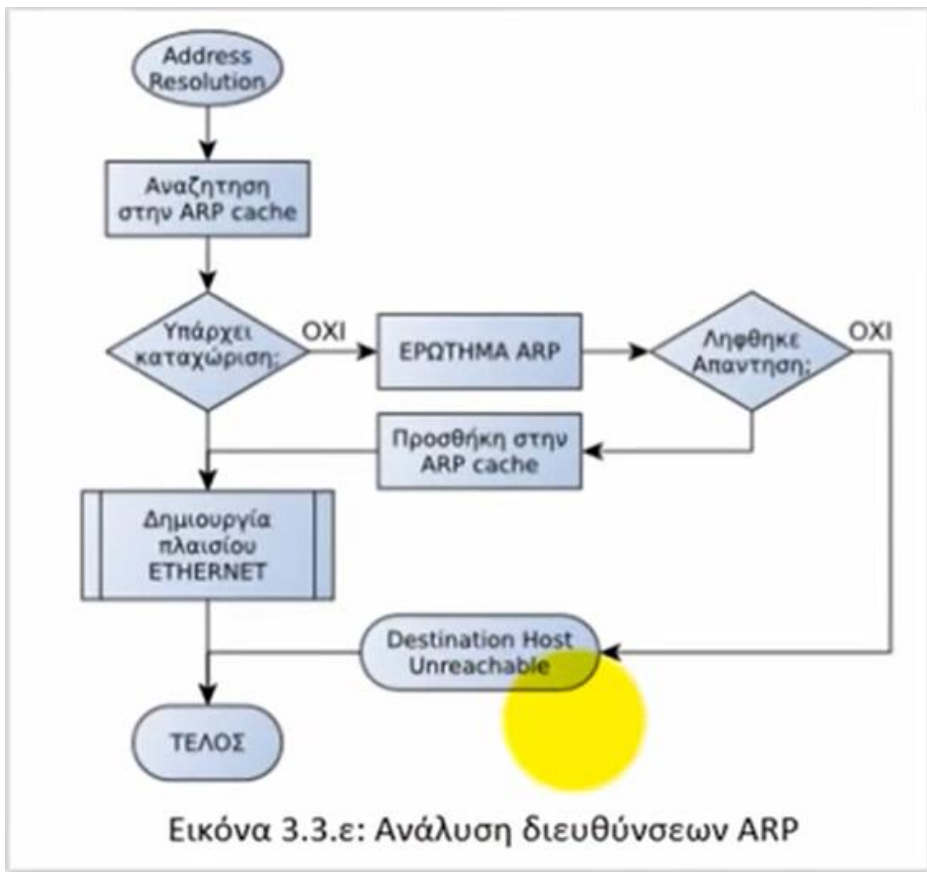 Address
Resolution
Αναζητηση
στην ARP cache
Υπάρχει
καταχώριση;
ΟΧΙ
ΕΡΩΤΗΜΑ ARP
Ληφθηκε
Απαντηση;
ΟΧΙ
Προσθήκη στην
ARP cache
Δημιουργία
πλαισίου
ETHERNET
Destination Host
Unreachable
ΤΕΛΟΣ
Εικόνα 3.3.ε: Ανάλυση διευθύνσεων ARP